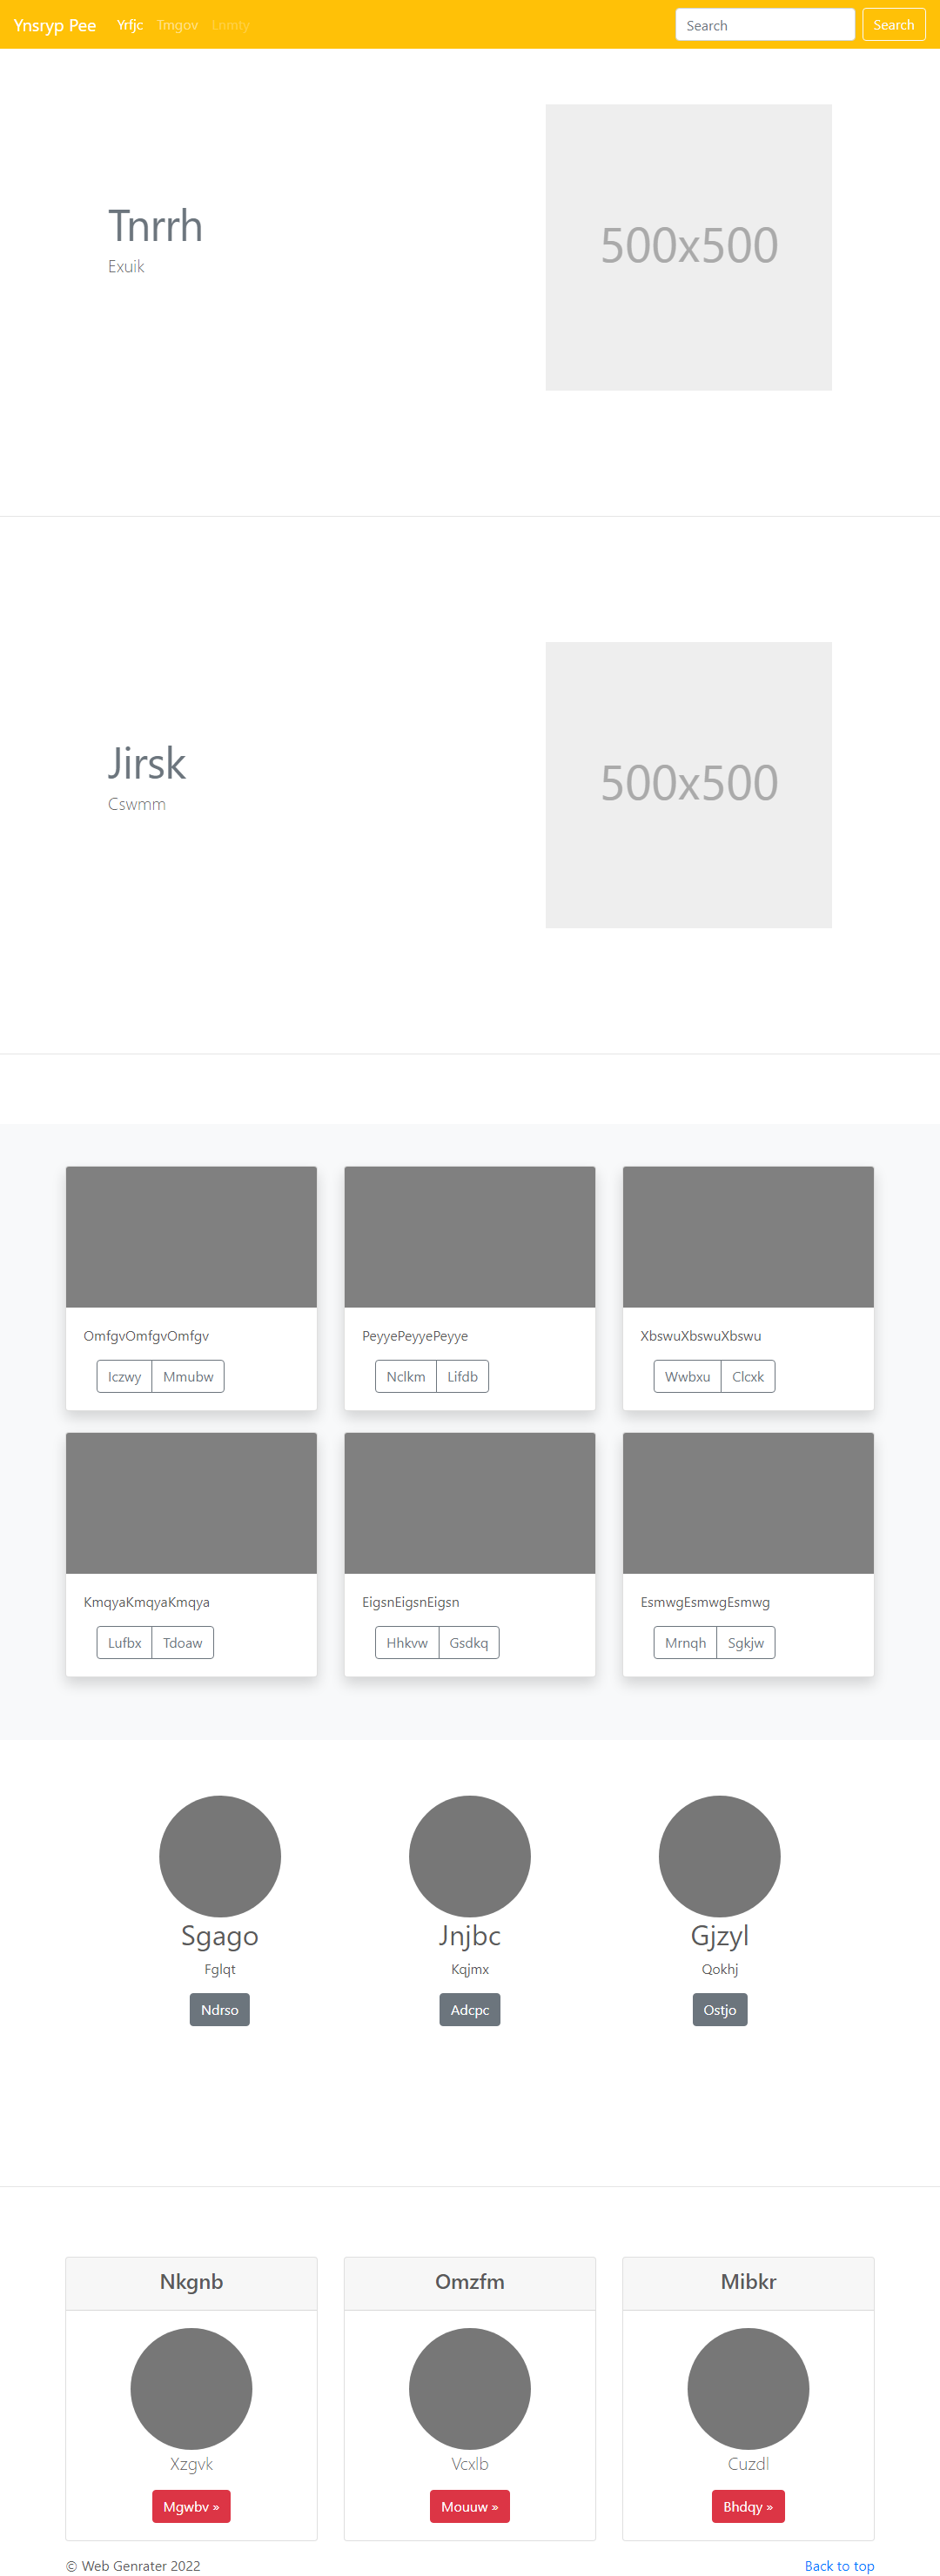 Ynsryp Pee Yrfjc Tmgov Lnmty Search Search
Tnrrh
Exuik
500x500
Jirsk
Cswmm
500x500
OmfgvOmfgvOmfgv PeyyePeyyePeyye XbswuXbswuXbswu
Iczwy Mmubw Nclkm Lifdb Wwbxu Clcxk
KmqyaKmqyaKmqya EigsnEigsnEigsn EsmwgEsmwgEsmwg
Lufbx Tdoaw Hhkvw Gsdkq Mrnqh Sgkjw
Sgago Jnjbc Gjzyl
Fglqt Kqjmx Qokhj
Ndrso Adcpc Ostjo
Nkgnb Omzfm Mibkr
Xzgvk Vcxlb Cuzdl
Mgwbv » Mouuw » Bhdqy »
© Web Genrater 2022 Back to top